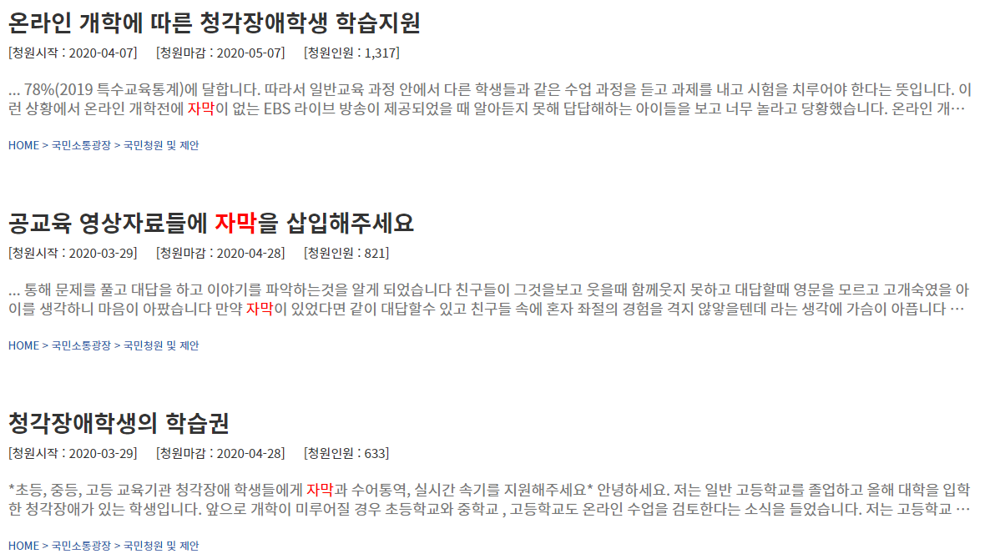 온라인 개학에 따른 청각장애학생 학습지원
[청원시작 : 2020-04-07] [청원마감 : 2020-05-07] [청원인원 : 1,317]
... 78%(2019 특수교육통계)에 달합니다. 따라서 일반교육 과정 안에서 다른 학생들과 같은 수업 과정을 듣고 과제를 내고 시험을 치루어야 한다는 뜻입니다. 이
런 상황에서 온라인 개학전에 자막이 없는 EBS 라이브 방송이 제공되었을 때 알아듣지 못해 답답해하는 아이들을 보고 너무 놀라고 당황했습니다. 온라인 개…
HOME > 국민소통광장 > 국민청원 및 제안
공교육 영상자료들에 자막을 삽입해주세요
[청원시작 : 2020-03-29] [청원마감 : 2020-04-28] [청원인원 : 821]
... 통해 문제를 풀고 대답을 하고 이야기를 파악하는것을 알게 되었습니다 친구들이 그것을보고 웃을때 함께웃지 못하고 대답할때 영문을 모르고 고개숙였을 아
이를 생각하니 마음이 아팠습니다 만약 자막이 있었다면 같이 대답할수 있고 친구들 속에 혼자 좌절의 경험을 격지 않앟을텐데 라는 생각에 가슴이 아픕니다 …
HOME > 국민소통광장 > 국민청원 및 제안
청각장애학생의 학습권
[청원시작 : 2020-03-29] [청원마감 : 2020-04-28] [청원인원 : 633]
*초등, 중등, 고등 교육기관 청각장애 학생들에게 자막과 수어통역, 실시간 속기를 지원해주세요* 안녕하세요. 저는 일반 고등학교를 졸업하고 올해 대학을 입학
한 청각장애가 있는 학생입니다. 앞으로 개학이 미루어질 경우 초등학교와 중학교 , 고등학교도 온라인 수업을 검토한다는 소식을 들었습니다. 저는 고등학교 …
HOME > 국민소통광장 > 국민청원 및 제안